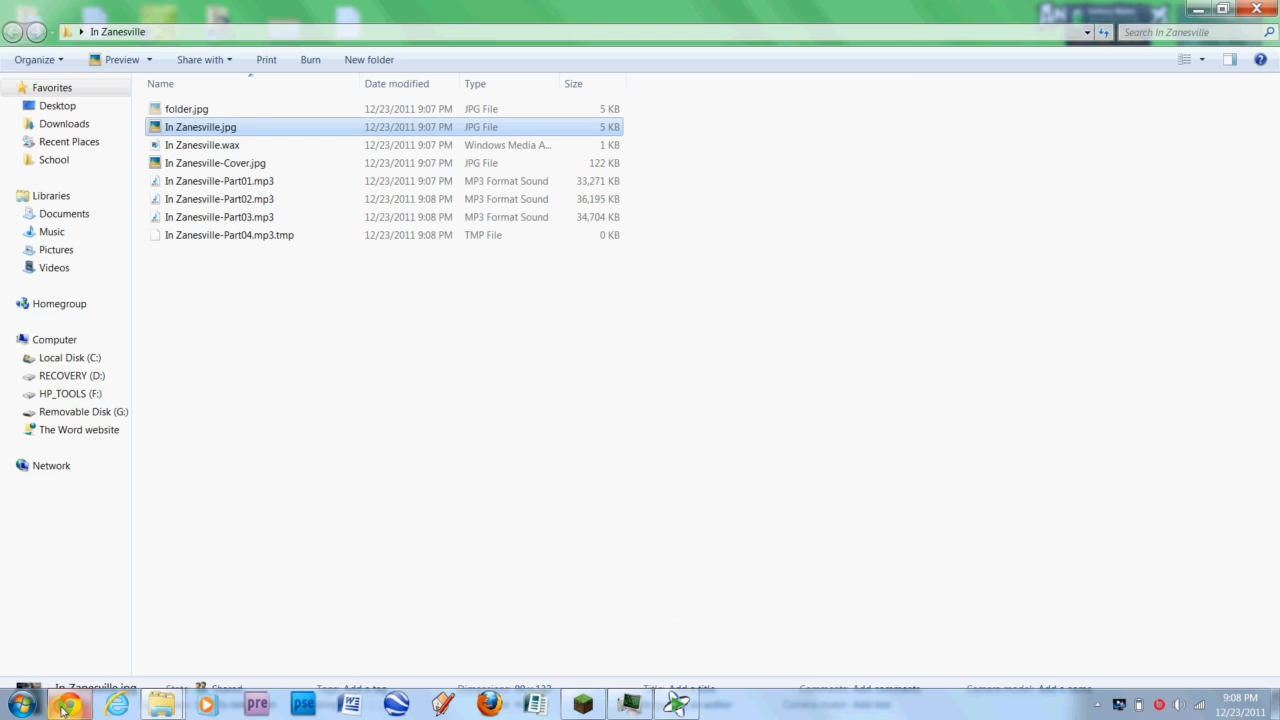 In Zanesville
Search In Zanesville
Organize Preview Share with Print Burn New folder
Favorites
Desktop
Downloads
Recent Places
School
Libraries
Documents
Music
Pictures
Videos
Homegroup
Computer
Local Disk (C:)
RECOVERY (D:)
HP_TOOLS (F:)
Removable Disk (G:)
The Word website
Network
Name Date modified Type Size
folder.jpg 12/23/2011 9:07 PM JPG File 5 KB
In Zanesville.jpg 12/23/2011 9:07 PM JPG File 5 KB
In Zanesville.wax 12/23/2011 9:07 PM Windows Media A... 1 KB
In Zanesville-Cover.jpg 12/23/2011 9:07 PM JPG File 122 KB
In Zanesville-Part01.mp3 12/23/2011 9:07 PM MP3 Format Sound 33,271 KB
In Zanesville-Part02.mp3 12/23/2011 9:08 PM MP3 Format Sound 36,195 KB
In Zanesville-Part03.mp3 12/23/2011 9:08 PM MP3 Format Sound 34,704 KB
In Zanesville-Part04.mp3.tmp 12/23/2011 9:08 PM TMP File 0 KB
In Zanesville.jpg State: Shared Tags: Add a tag Dimensions: Title: Add a title Comments: Add comments Camera model: Add a name
pre pse
9:08 PM
12/23/2011